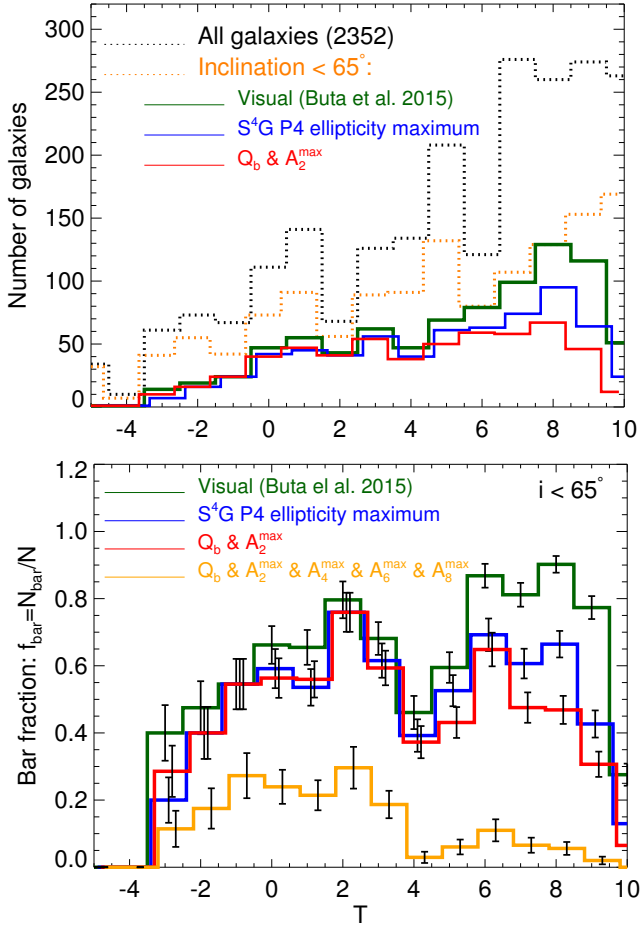 300
250
200
150
100
50
0
Number of galaxies
All galaxies (2352)
Inclination < 65°:
Visual (Buta et al. 2015)
S⁴G P4 ellipticity maximum
Q_b & A_2^max
-4 -2 0 2 4 6 8 10
1.2
1.0
0.8
0.6
0.4
0.2
0.0
Bar fraction: f_bar=N_bar/N
Visual (Buta el al. 2015)
i < 65°
S⁴G P4 ellipticity maximum
Q_b & A_2^max
Q_b & A_2^max & A_4^max & A_6^max & A_8^max
-4 -2 0 2 4 6 8 10
T